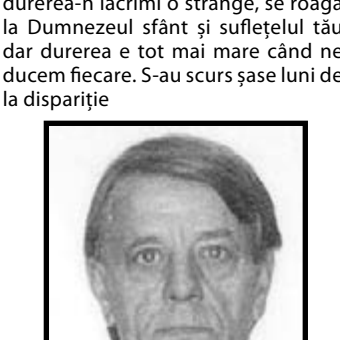 durerea-n lacrimi o strânge, se roagă
la Dumnezeul sfânt și suflețelul tău
dar durerea e tot mai mare când ne
ducem fiecare. S-au scurs șase luni de
la dispariție